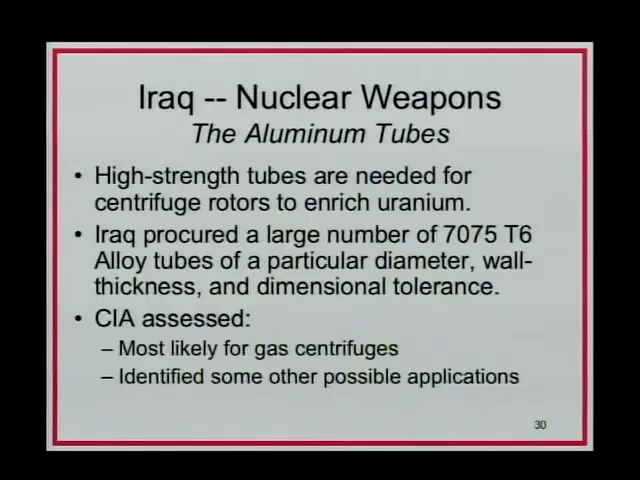 Iraq -- Nuclear Weapons
The Aluminum Tubes
• High-strength tubes are needed for
centrifuge rotors to enrich uranium.
• Iraq procured a large number of 7075 T6
Alloy tubes of a particular diameter, wall-
thickness, and dimensional tolerance.
• CIA assessed:
– Most likely for gas centrifuges
– Identified some other possible applications
30